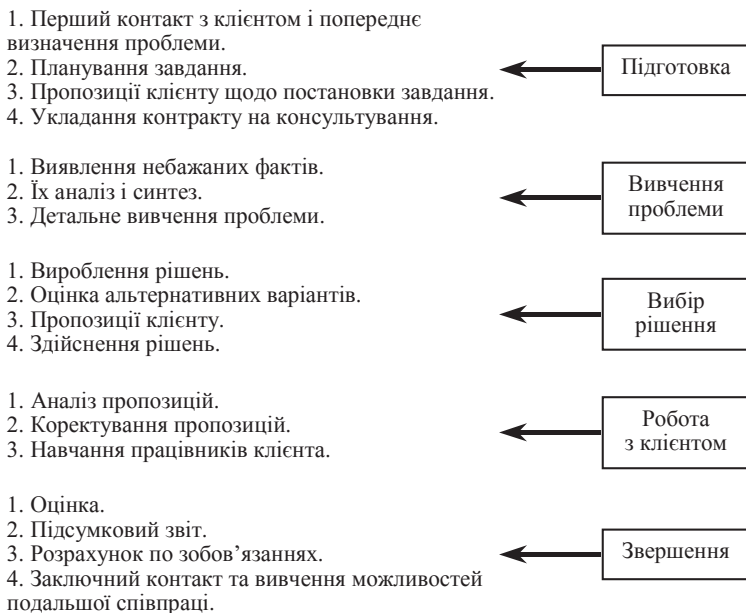 1. Перший контакт з клієнтом і попереднє
визначення проблеми.
2. Планування завдання.
3. Пропозиції клієнту щодо постановки завдання.
4. Укладання контракту на консультування.
Підготовка
1. Виявлення небажаних фактів.
2. Їх аналіз і синтез.
3. Детальне вивчення проблеми.
Вивчення
проблеми
1. Вироблення рішень.
2. Оцінка альтернативних варіантів.
3. Пропозиції клієнту.
4. Здійснення рішень.
Вибір
рішення
1. Аналіз пропозицій.
2. Коректування пропозицій.
3. Навчання працівників клієнта.
Робота
з клієнтом
1. Оцінка.
2. Підсумковий звіт.
3. Розрахунок по зобов’язаннях.
4. Заключний контакт та вивчення можливостей
подальшої співпраці.
Звершення